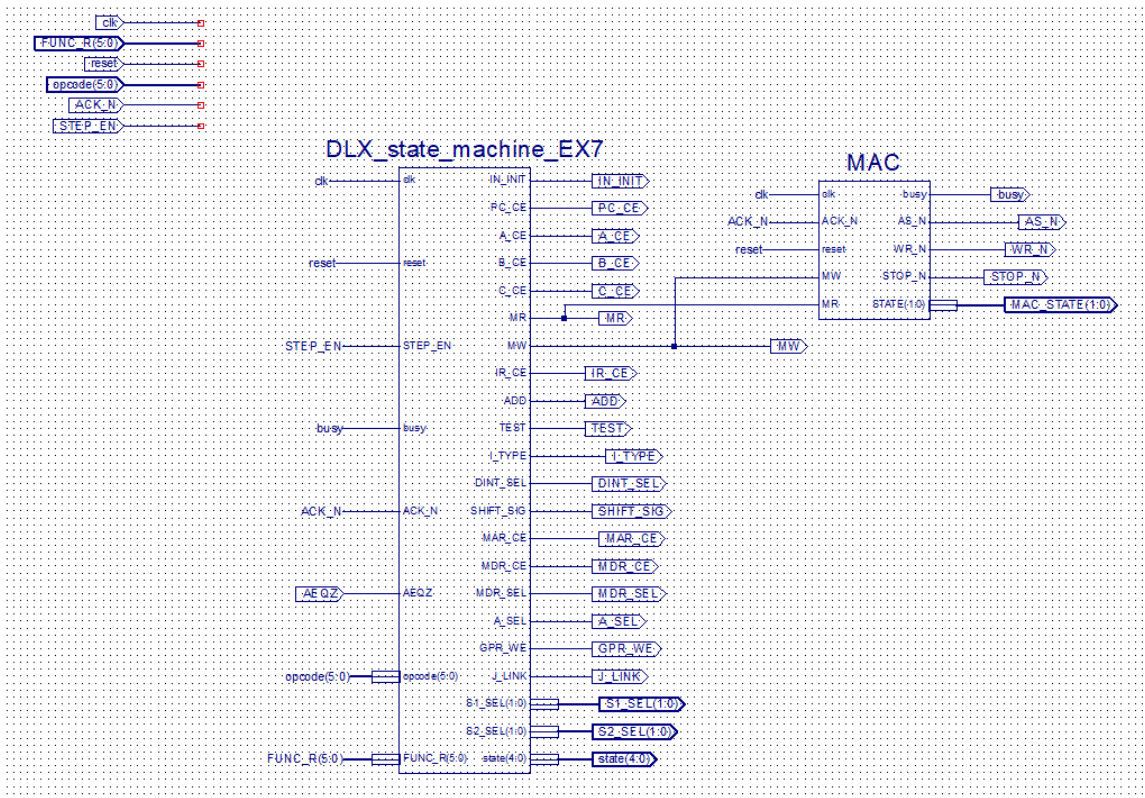 clk
FUNC_R(5:0)
reset
opcode(5:0)
ACK_N
STEP_EN
DLX_state_machine_EX7
clk clk IN_INIT IN_INIT
PC_CE PC_CE
A_CE A_CE
reset reset B_CE B_CE
C_CE C_CE
MR MR
STEP_EN STEP_EN MW MW
IR_CE IR_CE
ADD ADD
busy busy TEST TEST
I_TYPE I_TYPE
DINT_SEL DINT_SEL
ACK_N ACK_N SHIFT_SIG SHIFT_SIG
MAR_CE MAR_CE
MDR_CE MDR_CE
AEQZ AEQZ MDR_SEL MDR_SEL
A_SEL A_SEL
GPR_WE GPR_WE
opcode(5:0) opcode(5:0) J_LINK J_LINK
S1_SEL(1:0) S1_SEL(1:0)
S2_SEL(1:0) S2_SEL(1:0)
FUNC_R(5:0) FUNC_R(5:0) state(4:0) state(4:0)
MAC
clk clk busy busy
ACK_N ACK_N AS_N AS_N
reset reset WR_N WR_N
MW STOP_N STOP_N
MR STATE(1:0) MAC_STATE(1:0)